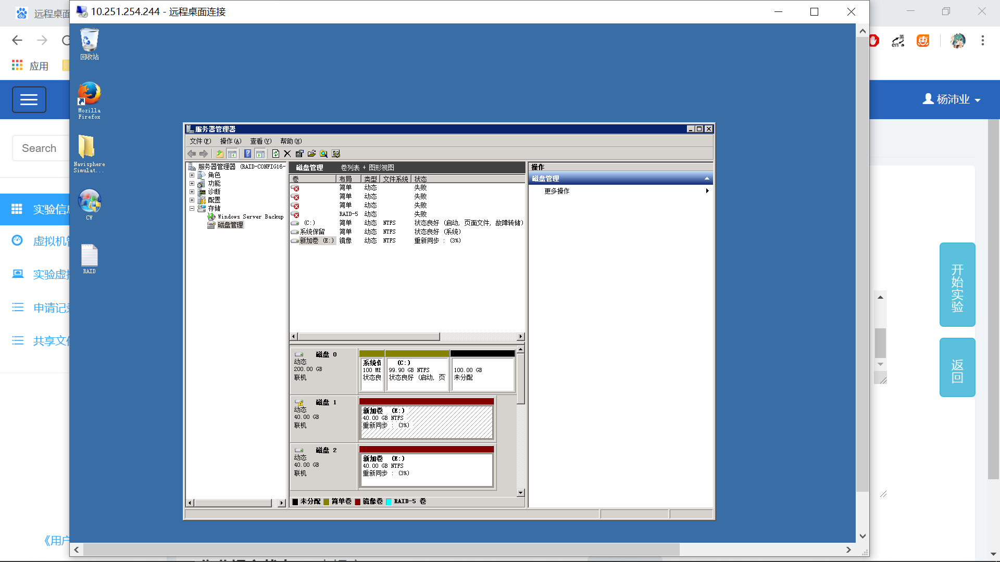 远程桌面
10.251.254.244 - 远程桌面连接
应用
英
en
杨沛业
Search
实验信息
虚拟机管
实验虚拟
申请记录
共享文件
《用户
开始实验
返回
回收站
Mozilla
Firefox
Navisphere
Simulat...
CW
RAID
服务器管理器
文件(F) 操作(A) 查看(V) 帮助(H)
服务器管理器 (RAID-CONFIG16-
角色
功能
诊断
配置
存储
Windows Server Backup
磁盘管理
磁盘管理 卷列表 + 图形视图
卷 布局 类型 文件系统 状态
简单 动态 失败
简单 动态 失败
简单 动态 失败
RAID-5 动态 失败
(C:) 简单 动态 NTFS 状态良好 (启动, 页面文件, 故障转储)
系统保留 简单 动态 NTFS 状态良好 (系统)
新加卷 (E:) 镜像 动态 NTFS 重新同步 : (3%)
磁盘 0
动态
200.00 GB
联机
系统保
100 MB
状态良
(C:)
99.90 GB NTFS
状态良好 (启动, 页
100.00 GB
未分配
磁盘 1
动态
40.00 GB
联机
新加卷 (E:)
40.00 GB NTFS
重新同步 : (3%)
磁盘 2
动态
40.00 GB
联机
新加卷 (E:)
40.00 GB NTFS
重新同步 : (3%)
未分配 简单卷 镜像卷 RAID-5 卷
操作
磁盘管理
更多操作